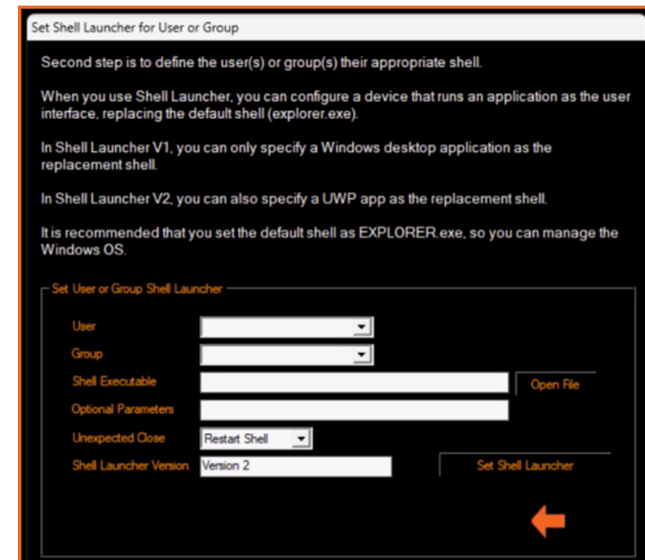 Set Shell Launcher for User or Group
Second step is to define the user(s) or group(s) their appropriate shell.
When you use Shell Launcher, you can configure a device that runs an application as the user
interface, replacing the default shell (explorer.exe).
In Shell Launcher V1, you can only specify a Windows desktop application as the
replacement shell.
In Shell Launcher V2, you can also specify a UWP app as the replacement shell.
It is recommended that you set the default shell as EXPLORER.exe, so you can manage the
Windows OS.
Set User or Group Shell Launcher
User
Group
Shell Executable
Open File
Optional Parameters
Unexpected Close Restart Shell
Shell Launcher Version Version 2 Set Shell Launcher